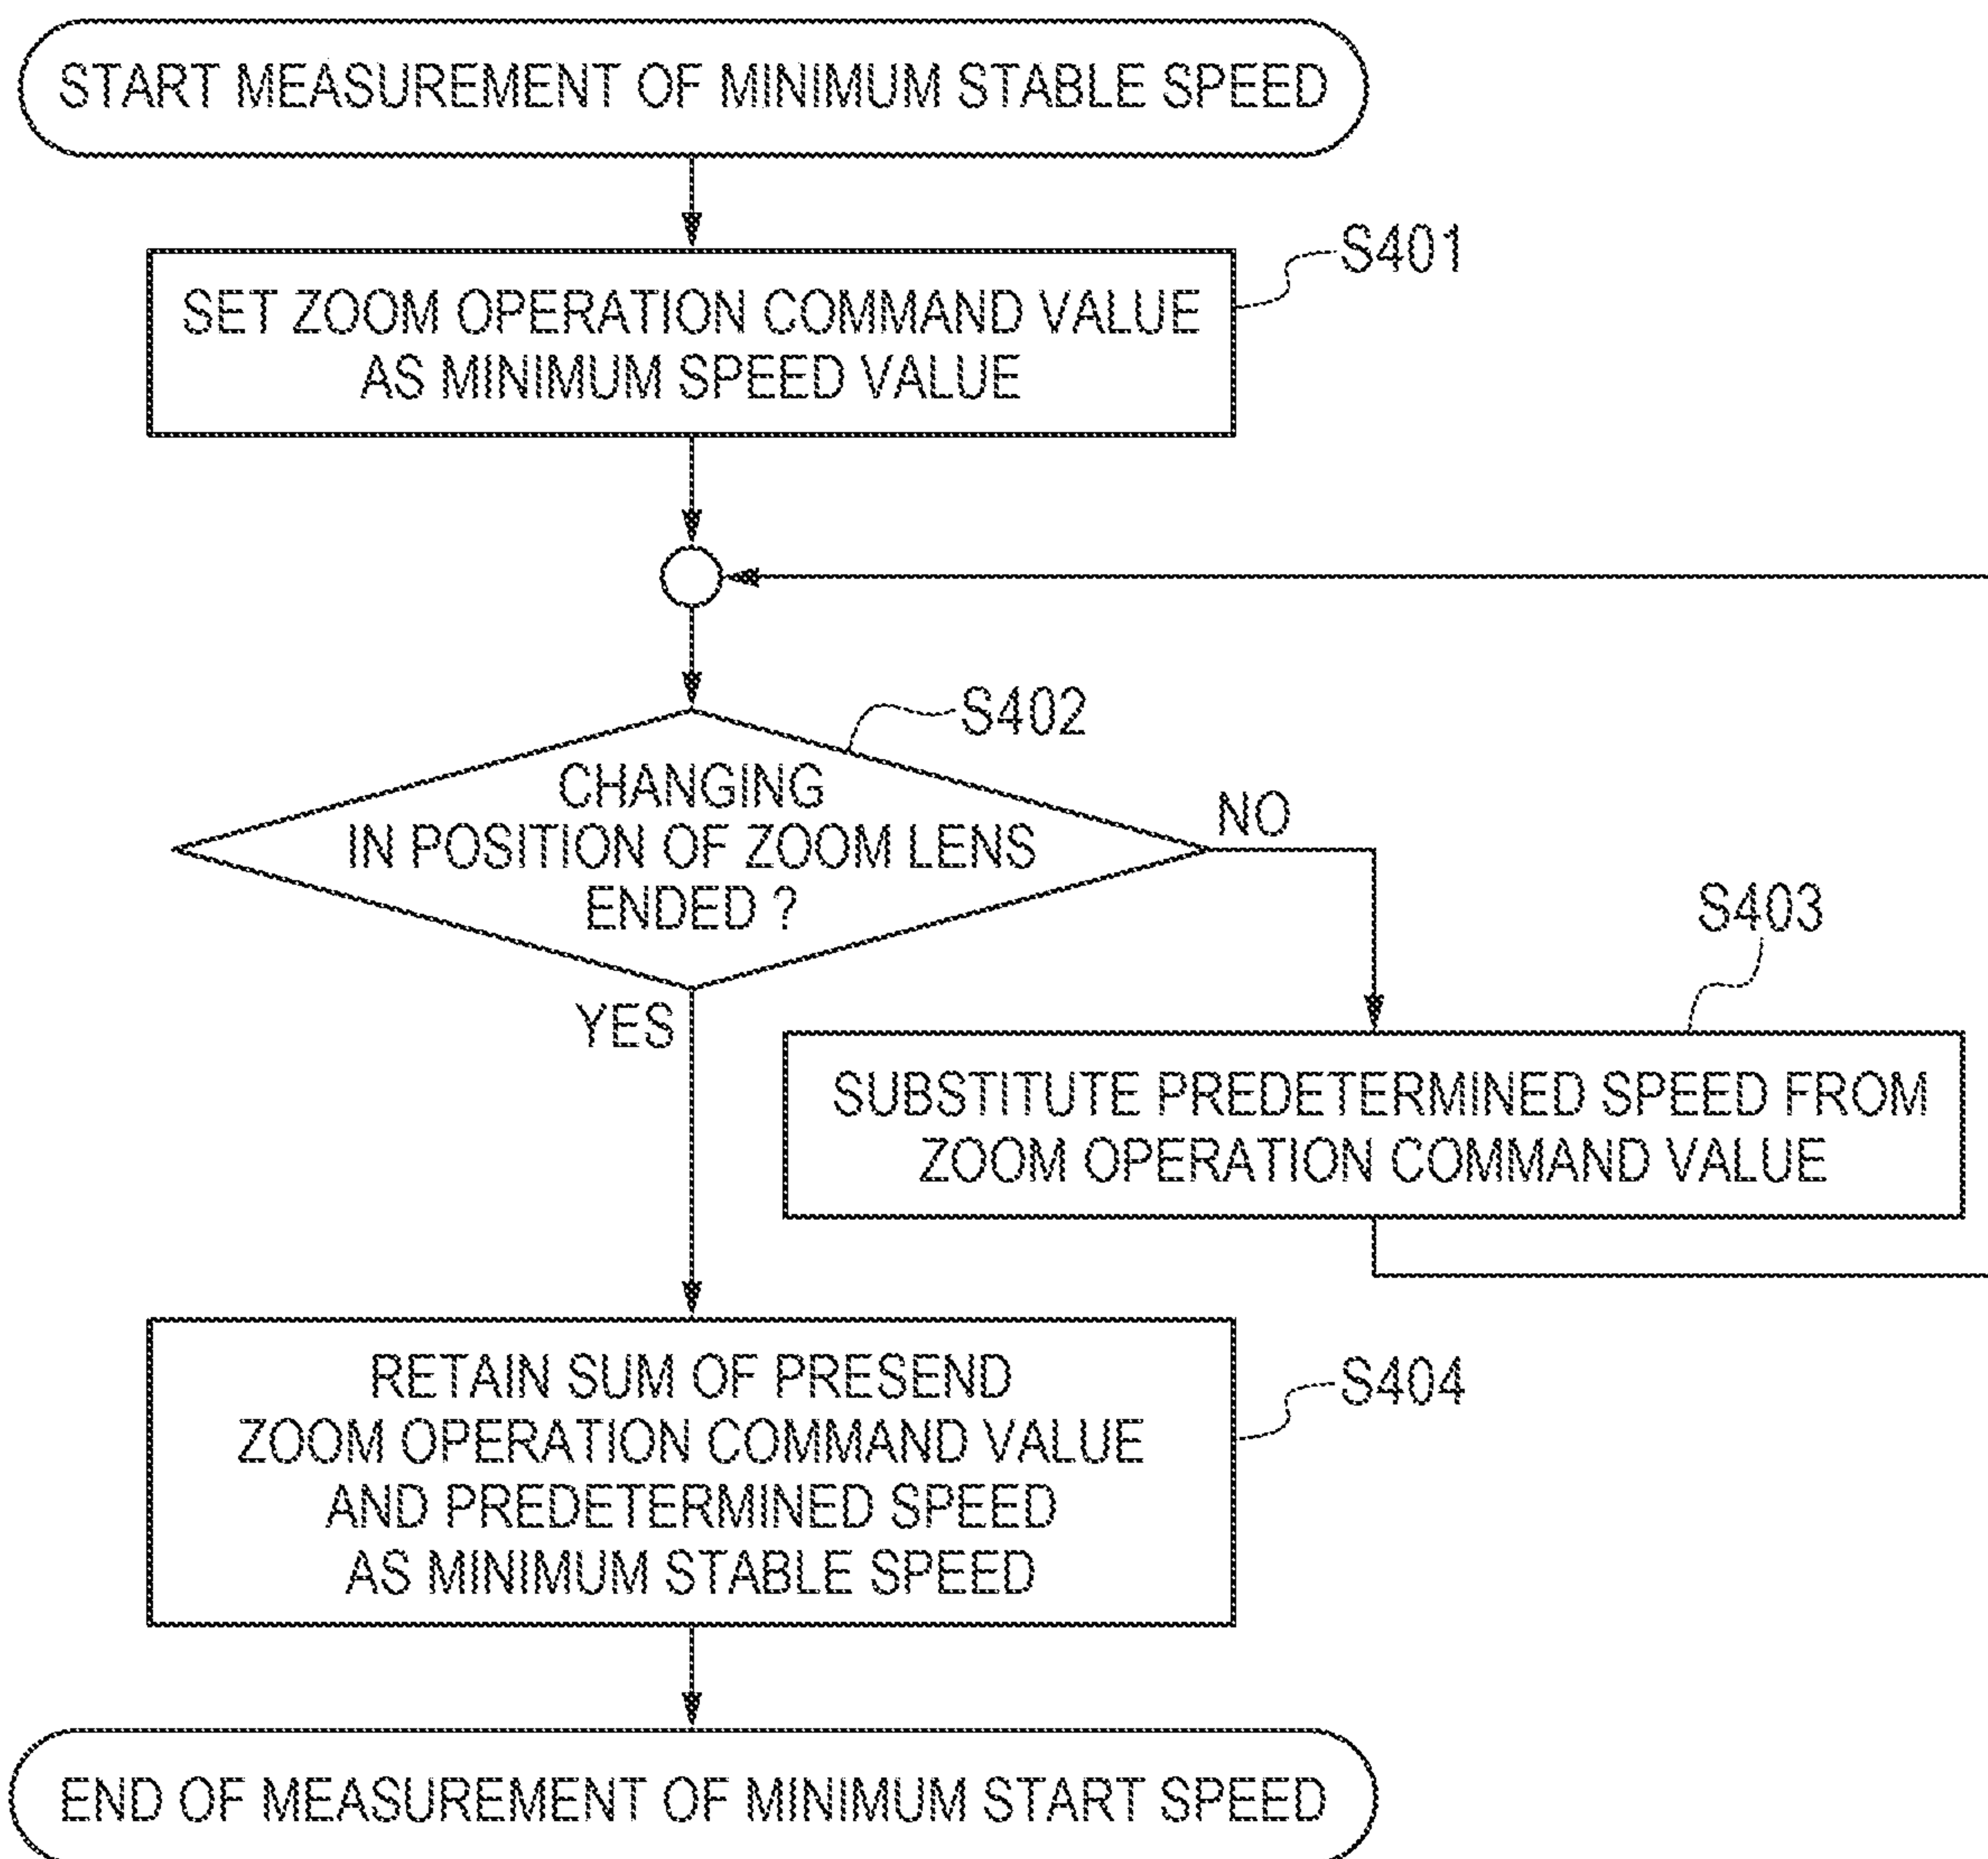 START MEASUREMENT OF MINIMUM STABLE SPEED
S401
SET ZOOM OPERATION COMMAND VALUE
AS MINIMUM SPEED VALUE
S402
CHANGING
IN POSITION OF ZOOM LENS
ENDED ?
NO
YES
S403
SUBSTITUTE PREDETERMINED SPEED FROM
ZOOM OPERATION COMMAND VALUE
S404
RETAIN SUM OF PRESEND
ZOOM OPERATION COMMAND VALUE
AND PREDETERMINED SPEED
AS MINIMUM STABLE SPEED
END OF MEASUREMENT OF MINIMUM START SPEED